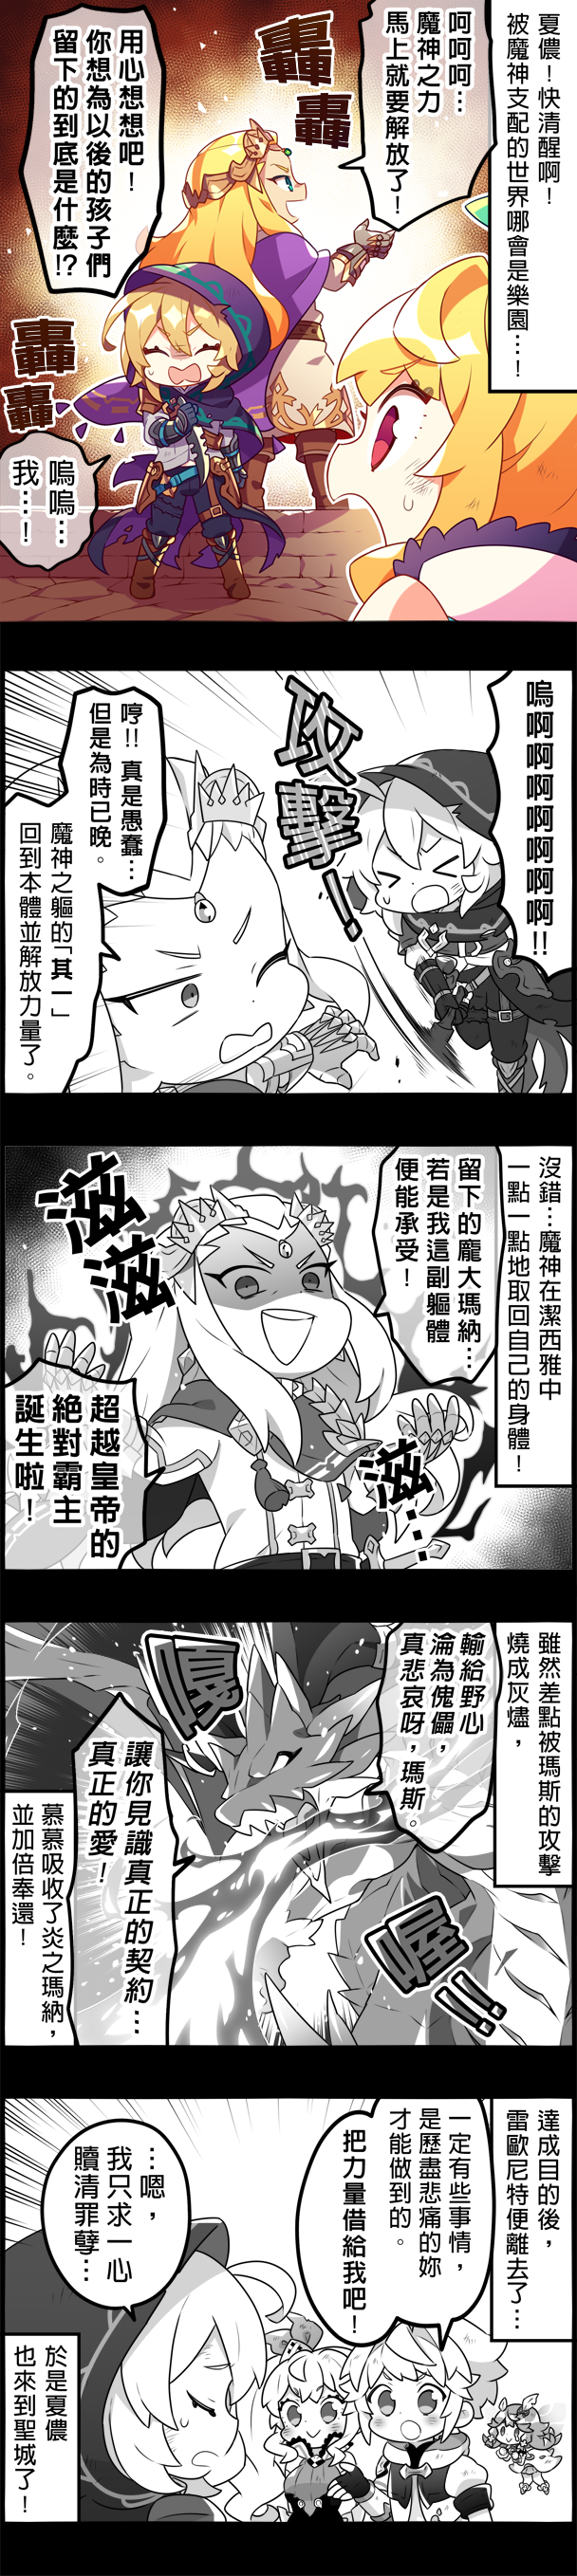 夏儂！快清醒啊！
被魔神支配的世界哪會是樂園…！
呵呵呵…
魔神之力
馬上就要解放了！
轟
轟
用心想想吧！
你想為以後的孩子們
留下的到底是什麼!?
轟
轟
嗚嗚…
我…！
嗚啊啊啊啊啊啊啊!!
攻擊！
哼!! 真是愚蠢…
但是為時已晚。
魔神之軀的「其一」
回到本體並解放力量了。
沒錯…魔神在潔西雅中
一點一點地取回自己的身體！
留下的龐大瑪納…
若是我這副軀體
便能承受！
滋滋滋
滋…
超越皇帝的
絕對霸主
誕生啦！
雖然差點被瑪斯的攻擊
燒成灰燼，
輸給野心
淪為傀儡，
真悲哀呀，瑪斯。
嘎
喔!!
讓你見識真正的契約…
真正的愛！
慕慕吸收了炎之瑪納，
並加倍奉還！
達成目的後，
雷歐尼特便離去了…
一定有些事情，
是歷盡悲痛的妳
才能做到的。
把力量借給我吧！
…嗯，
我只求一心
贖清罪孽…
於是夏儂
也來到聖城了！